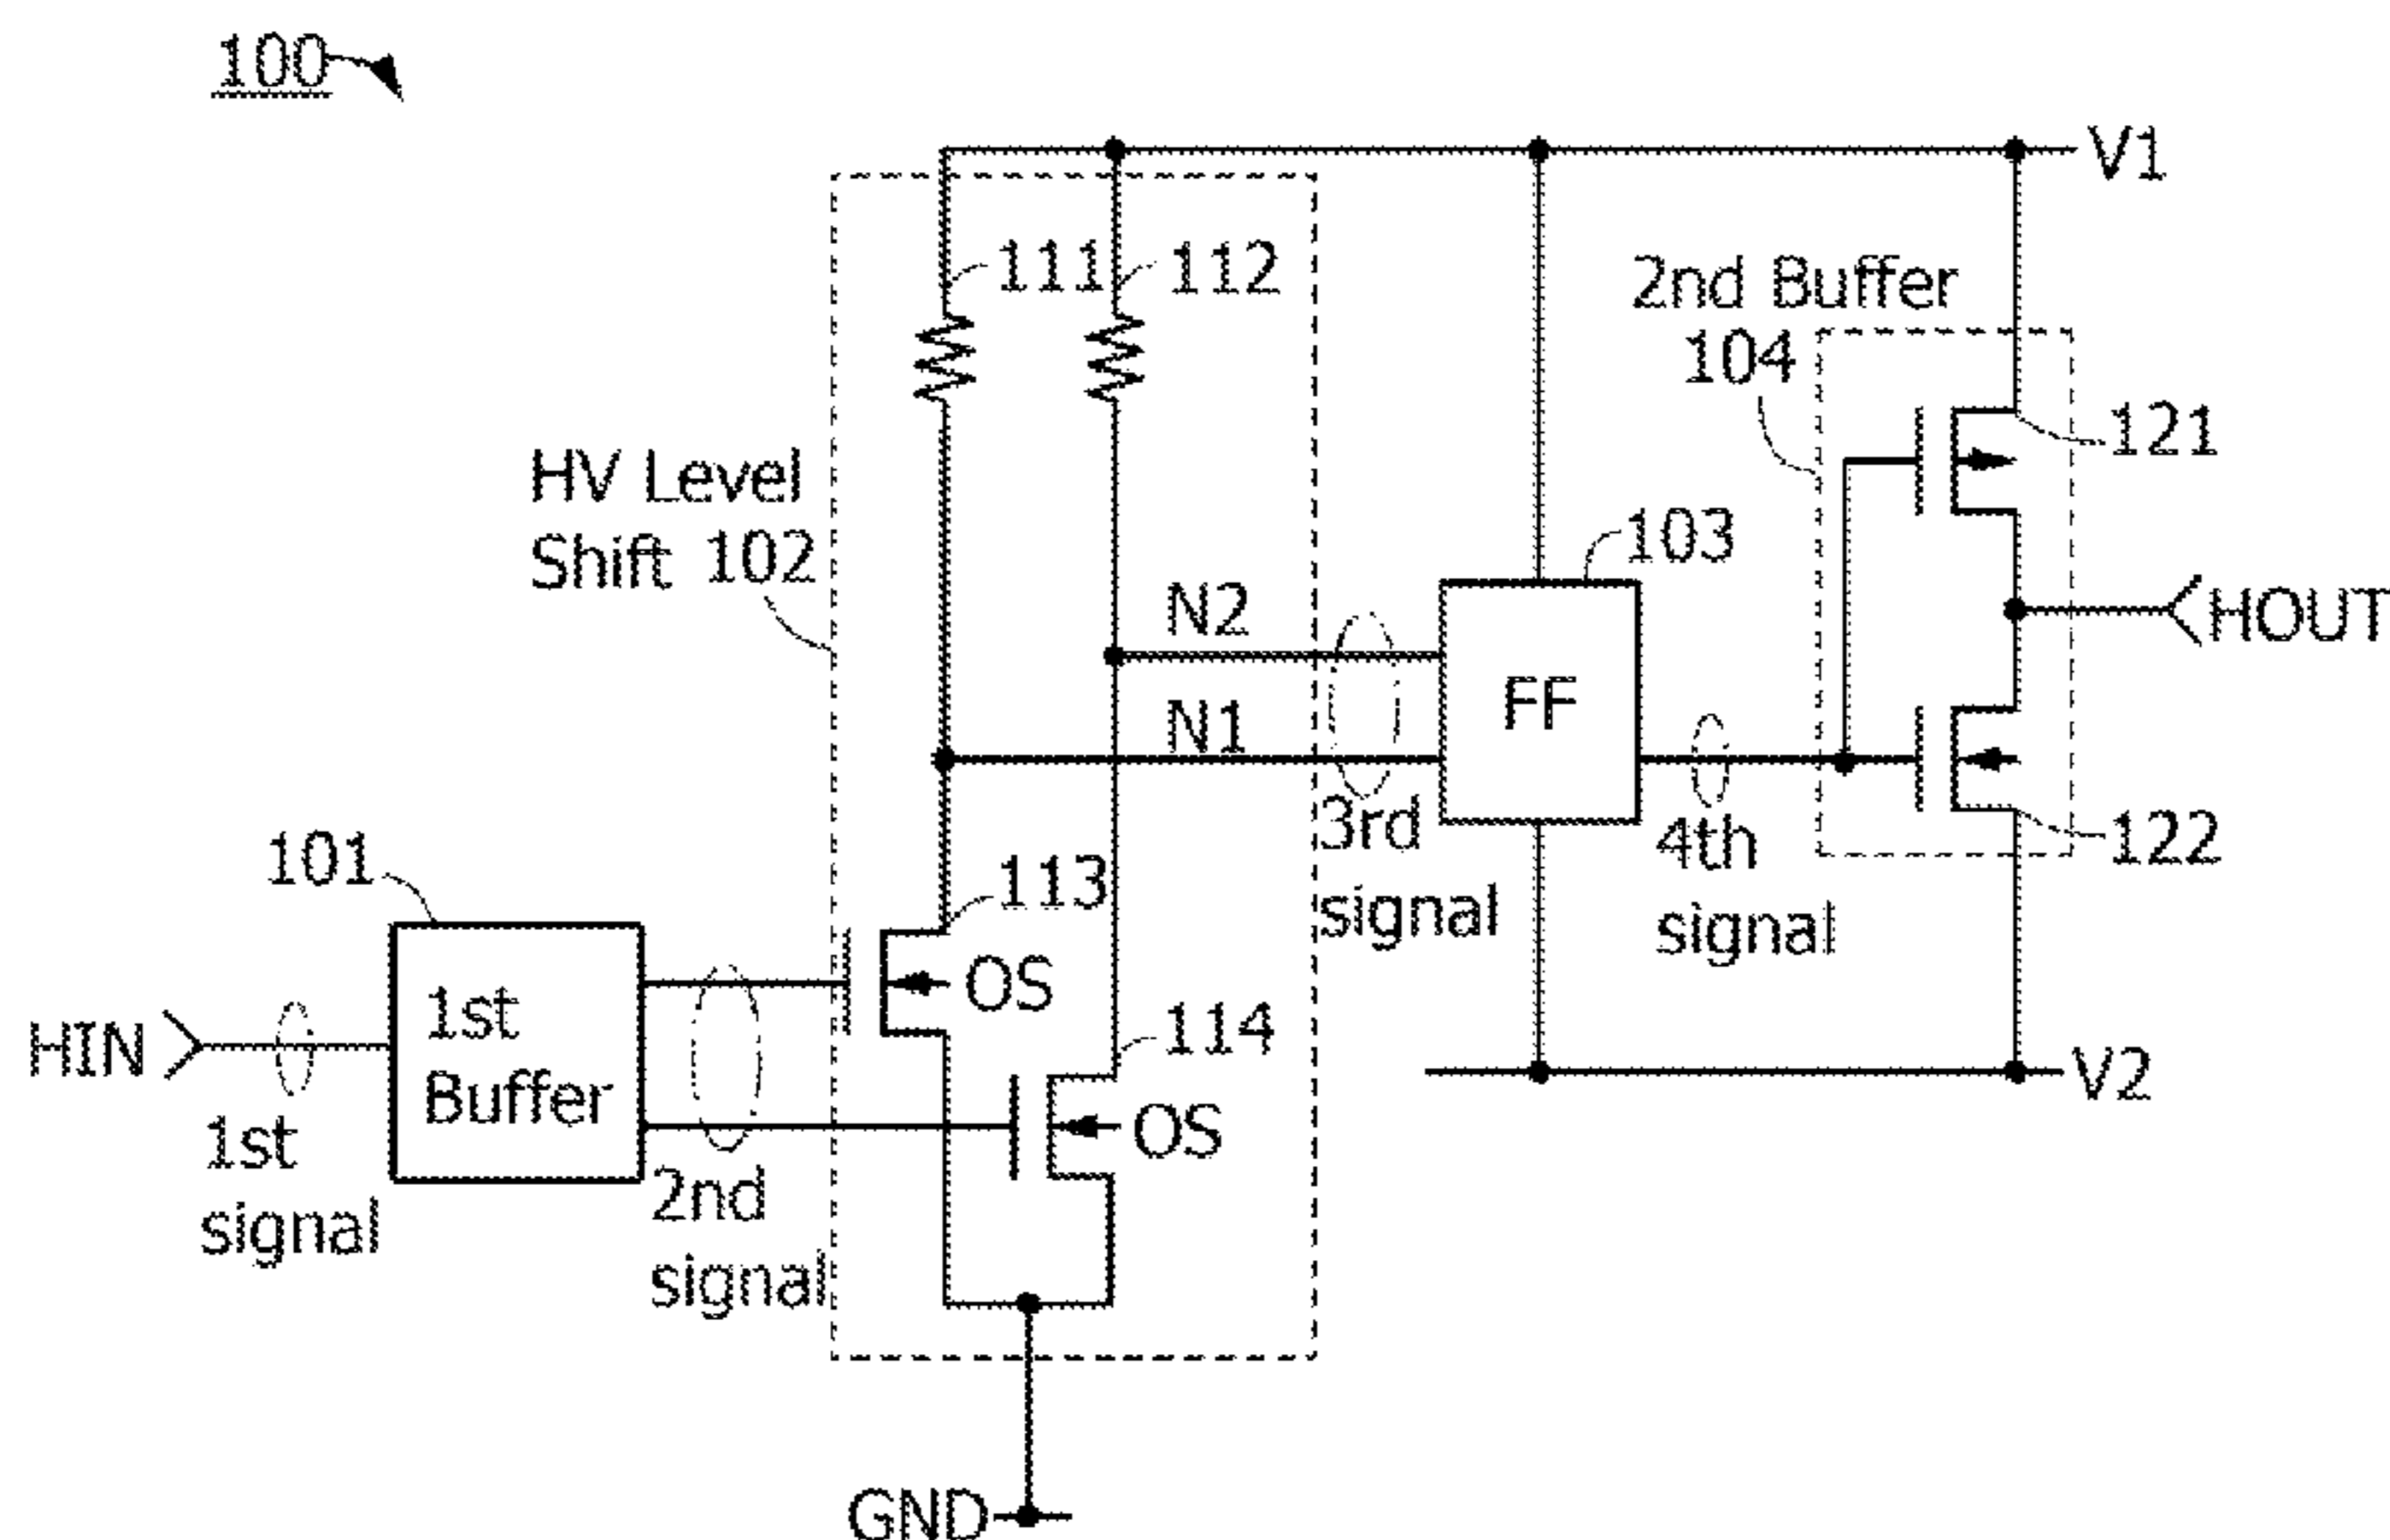 100
V1
111
112
2nd Buffer
104
121
HV Level
Shift 102
103
N2
HOUT
FF
N1
3rd
signal
4th
signal
122
101
113
OS
1st
Buffer
HIN
114
1st
signal
OS
V2
2nd
signal
GND